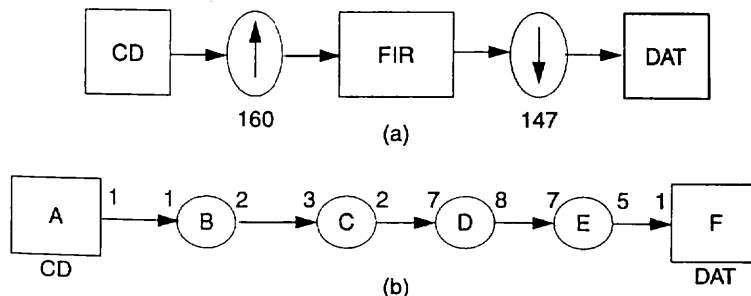 CD FIR DAT
160 147
(a)
A 1 1 B 2 3 C 2 7 D 8 7 E 5 1 F
CD DAT
(b)